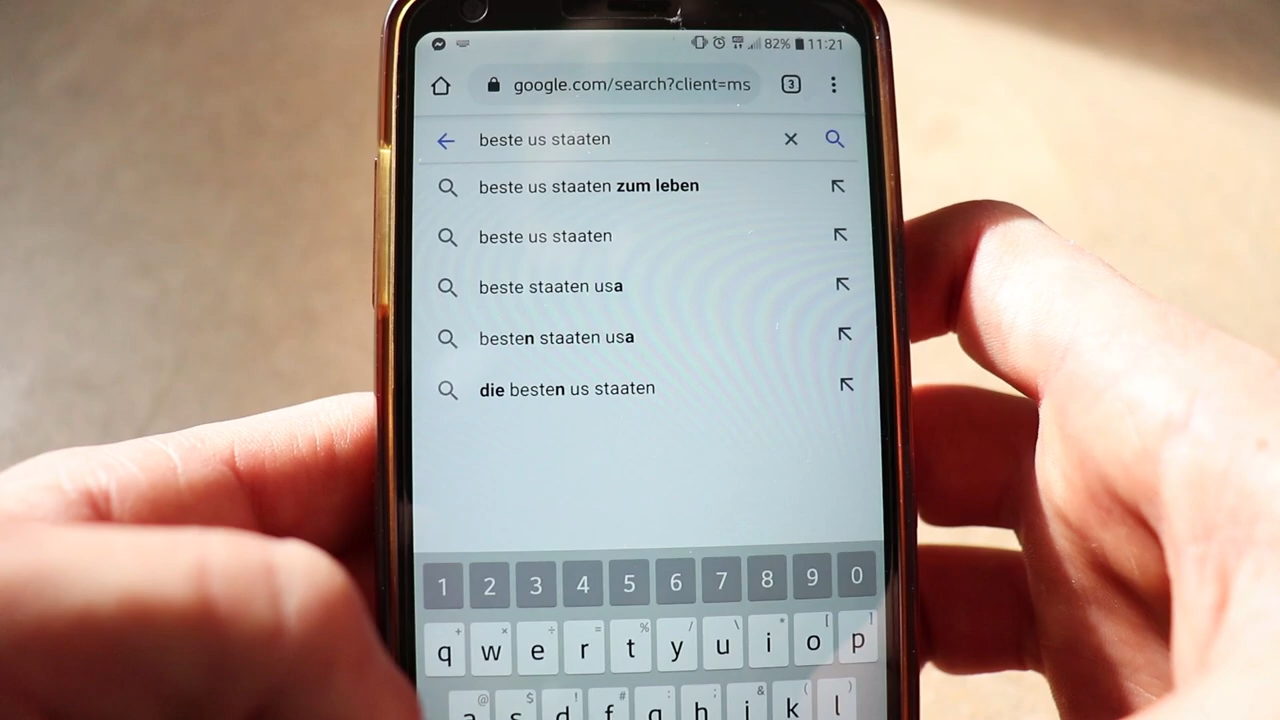 82% 11:21
google.com/search?client=ms 3
beste us staaten
beste us staaten zum leben
beste us staaten
beste staaten usa
besten staaten usa
die besten us staaten
1 2 3 4 5 6 7 8 9 0
+ × ÷ = % / \ * [ ]
q w e r t y u i o p
@ $ ! # : ; & ( )
a s d f g h j k l